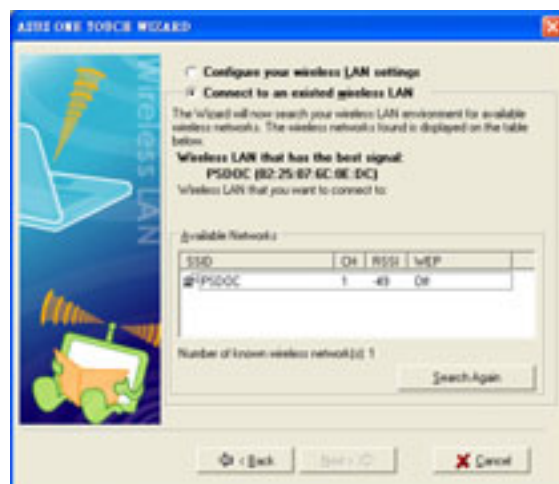 ASUS ONE TOUCH WIZARD
Wireless LAN
Configure your wireless LAN settings
Connect to an existed wireless LAN
The Wizard will now search your wireless LAN environment for available
wireless networks. The wireless networks found is displayed on the table
below.
Wireless LAN that has the best signal:
PSDOC (02:25:07:6C:0E:DC)
Wireless LAN that you want to connect to:
Available Networks
SSID CH RSSI WEP
PSDOC 1 -49 Off
Number of known wireless network(s): 1
Search Again
< Back
Next >
Cancel